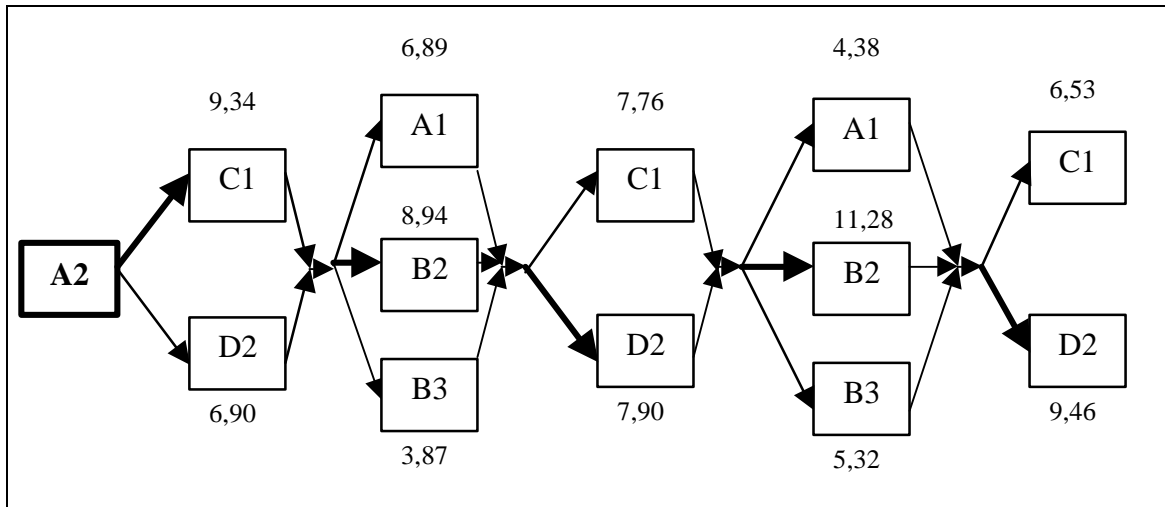 6,89
4,38
9,34
7,76
6,53
A1
A1
C1
C1
C1
8,94
11,28
A2
B2
B2
D2
D2
D2
B3
B3
6,90
7,90
9,46
3,87
5,32